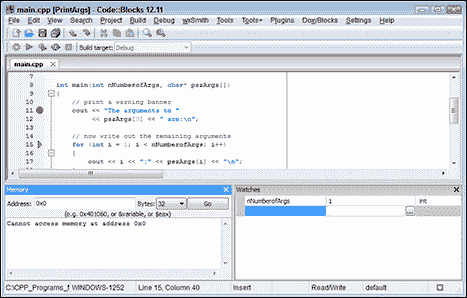 main.cpp [PrintArgs] - Code::Blocks 12.11
File Edit View Search Project Build Debug wxSmith Tools Tools+ Plugins DoxyBlocks Settings Help
Build target: Debug
main.cpp
7
8 int main(int nNumberofArgs, char* pszArgs[])
9 {
10 // print a warning banner
11 cout << "The arguments to "
12 << pszArgs[0] << " are:\n";
13
14 // now write out the remaining arguments
15 for (int i = 1; i < nNumberofArgs; i++)
16 {
17 cout << i << ":" << pszArgs[i] << "\n";
Memory
Address: 0x0 Bytes: 32 Go
(e.g. 0x401060, or &variable, or $eax)
Cannot access memory at address 0x0
Watches
nNumberofArgs 1 int
...
C:\CPP_Programs_f WINDOWS-1252 Line 15, Column 40 Insert Read/Write default